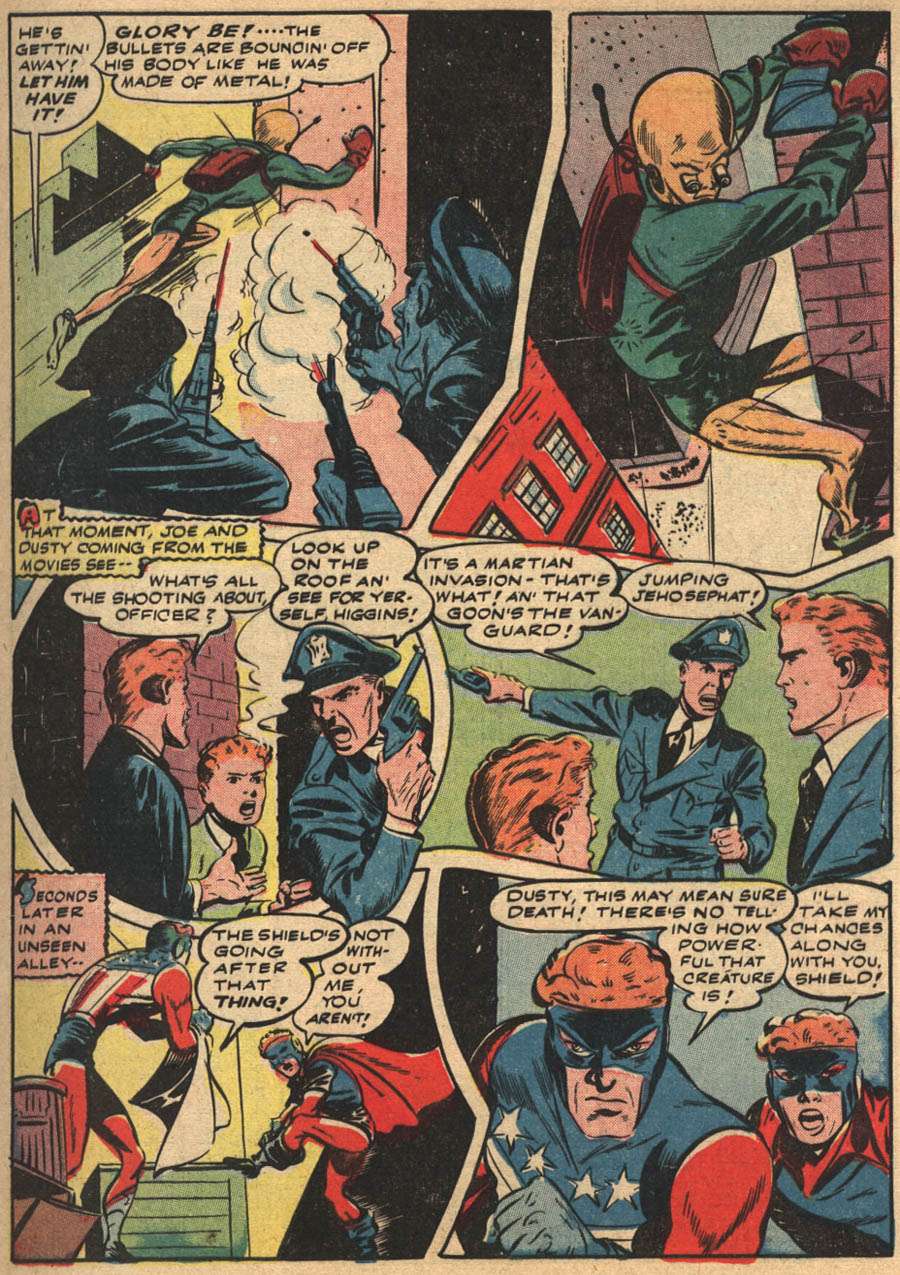 HE'S
GETTIN'
AWAY!
LET HIM
HAVE
IT!
GLORY BE!....THE
BULLETS ARE BOUNCIN' OFF
HIS BODY LIKE HE WAS
MADE OF METAL!
AT
THAT MOMENT, JOE AND
DUSTY COMING FROM THE
MOVIES SEE--
WHAT'S ALL
THE SHOOTING ABOUT,
OFFICER?
LOOK UP
ON THE
ROOF AN'
SEE FOR YER-
SELF, HIGGINS!
IT'S A MARTIAN
INVASION - THAT'S
WHAT! AN' THAT
GOON'S THE VAN-
GUARD!
JUMPING
JEHOSEPHAT!
SECONDS
LATER
IN AN
UNSEEN
ALLEY--
THE SHIELD'S
GOING
AFTER
THAT
THING!
NOT
WITH-
OUT
ME,
YOU
AREN'T!
DUSTY, THIS MAY MEAN SURE
DEATH! THERE'S NO TELL-
ING HOW
POWER-
FUL THAT
CREATURE
IS!
I'LL
TAKE MY
CHANCES
ALONG
WITH YOU,
SHIELD!